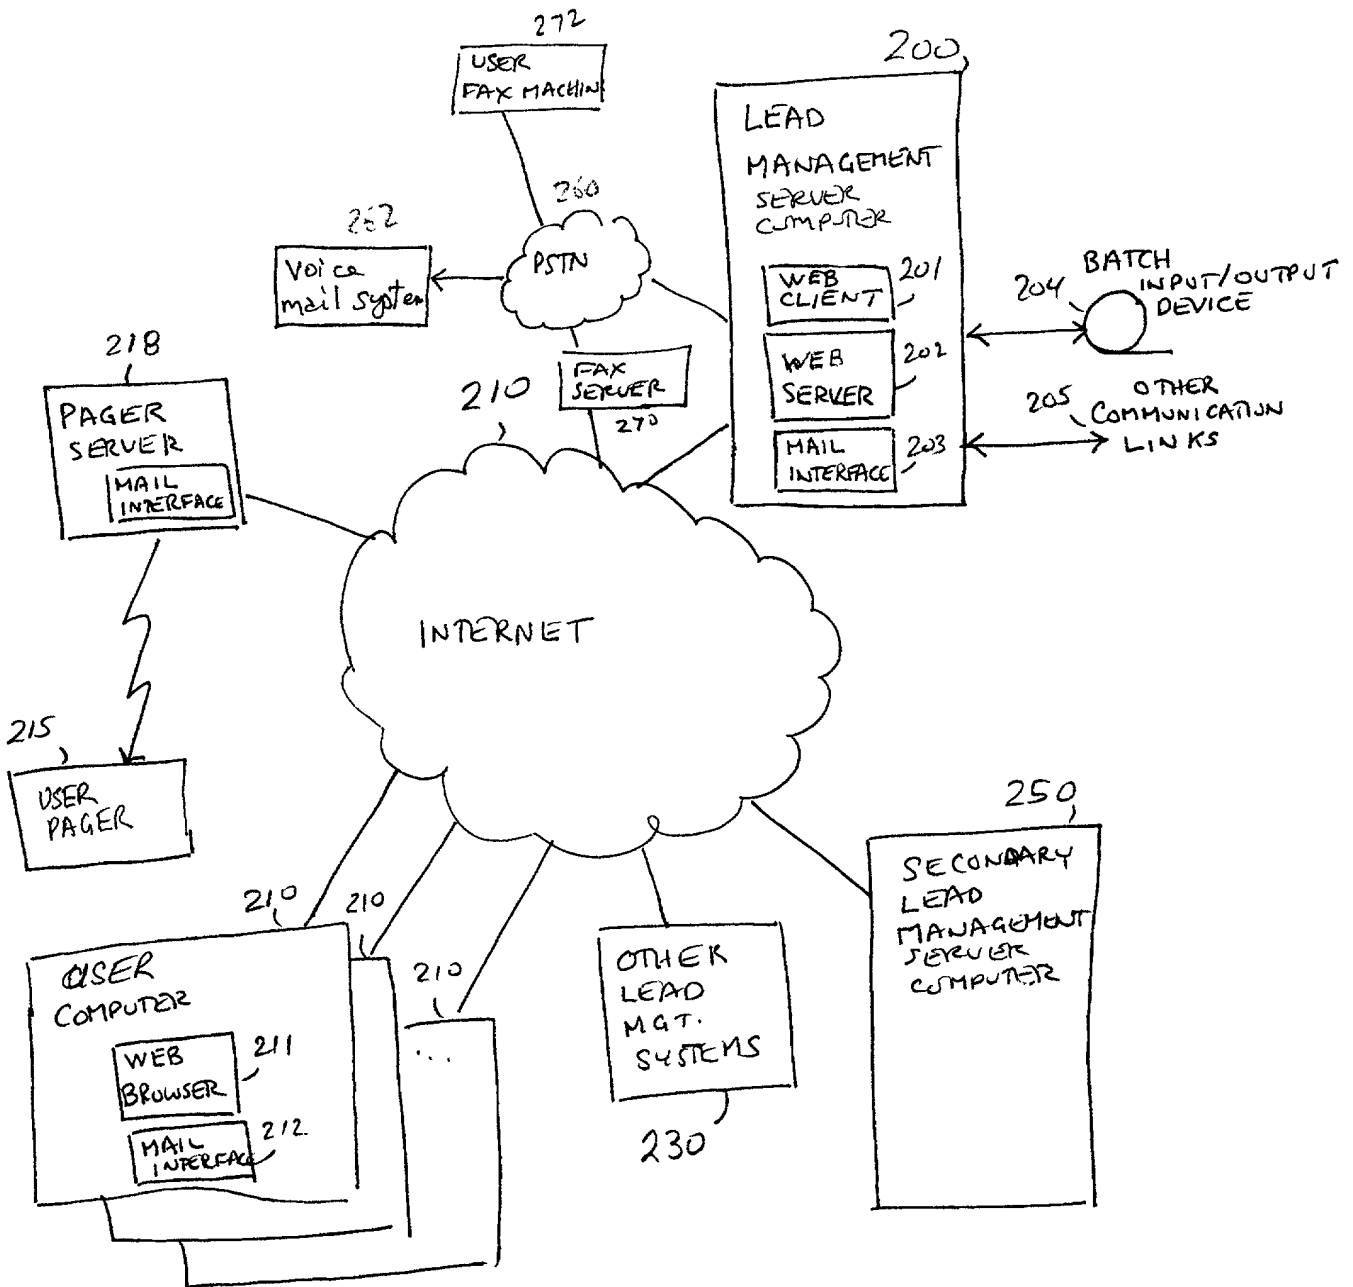 272
USER
FAX MACHIN
200
LEAD
MANAGEMENT
SERVER
COMPUTER
WEB
CLIENT
201
WEB
SERVER
202
MAIL
INTERFACE
203
204
BATCH
INPUT/OUTPUT
DEVICE
205
OTHER
COMMUNICATION
LINKS
260
PSTN
262
Voice
mail system
FAX
SERVER
270
210
218
PAGER
SERVER
MAIL
INTERFACE
INTERNET
215
USER
PAGER
250
SECONDARY
LEAD
MANAGEMENT
SERVER
COMPUTER
210
210
210
USER
COMPUTER
WEB
BROWSER
211
MAIL
INTERFACE
212
...
OTHER
LEAD
MGT.
SYSTEMS
230